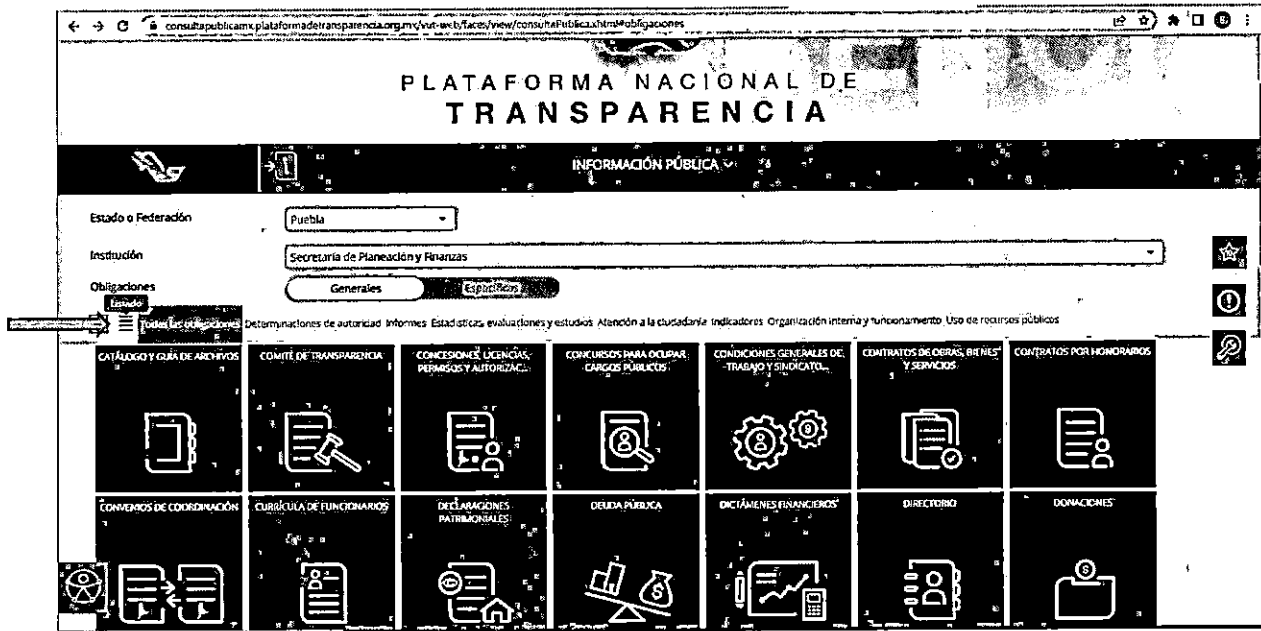 consultapublicamx.plataformadetransparencia.org.mx/vut-web/faces/view/consultaPublica.xhtml#obligaciones
PLATAFORMA NACIONAL DE
TRANSPARENCIA
INFORMACIÓN PÚBLICA
Estado o Federación
Puebla
Institución
Secretaría de Planeación y Finanzas
Obligaciones
Generales
Específicas
Listado
Todas las obligaciones Determinaciones de autoridad Informes Estadísticas, evaluaciones y estudios Atención a la ciudadanía Indicadores Organización interna y funcionamiento Uso de recursos públicos
CATÁLOGO Y GUÍA DE ARCHIVOS
COMITÉ DE TRANSPARENCIA
CONCESIONES, LICENCIAS,
PERMISOS Y AUTORIZAC...
CONCURSOS PARA OCUPAR
CARGOS PÚBLICOS
CONDICIONES GENERALES DE
TRABAJO Y SINDICATO...
CONTRATOS DE OBRAS, BIENES
Y SERVICIOS
CONTRATOS POR HONORARIOS
CONVENIOS DE COORDINACIÓN
CURRÍCULA DE FUNCIONARIOS
DECLARACIONES
PATRIMONIALES
DEUDA PÚBLICA
DICTÁMENES FINANCIEROS
DIRECTORIO
DONACIONES